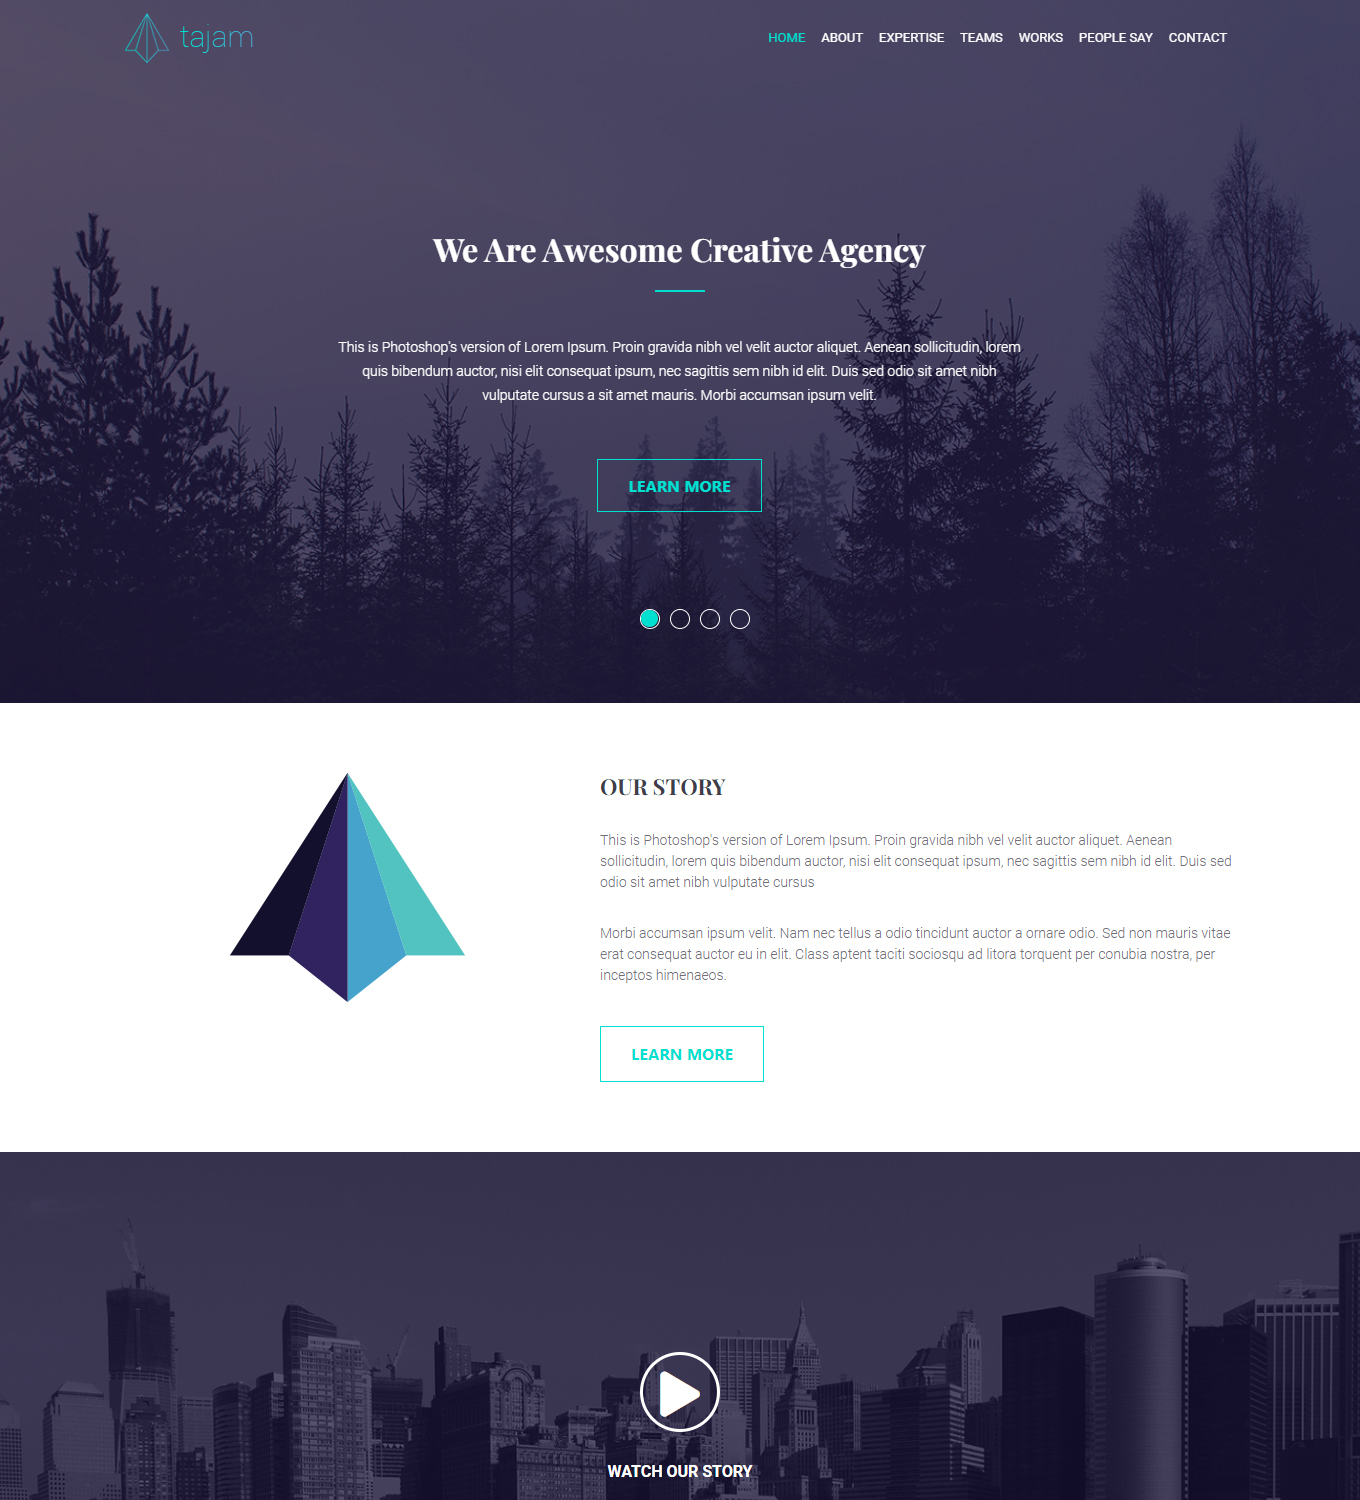 tajam
HOME ABOUT EXPERTISE TEAMS WORKS PEOPLE SAY CONTACT
We Are Awesome Creative Agency
This is Photoshop's version of Lorem Ipsum. Proin gravida nibh vel velit auctor aliquet. Aenean sollicitudin, lorem
quis bibendum auctor, nisi elit consequat ipsum, nec sagittis sem nibh id elit. Duis sed odio sit amet nibh
vulputate cursus a sit amet mauris. Morbi accumsan ipsum velit.
LEARN MORE
OUR STORY
This is Photoshop's version of Lorem Ipsum. Proin gravida nibh vel velit auctor aliquet. Aenean
sollicitudin, lorem quis bibendum auctor, nisi elit consequat ipsum, nec sagittis sem nibh id elit. Duis sed
odio sit amet nibh vulputate cursus
Morbi accumsan ipsum velit. Nam nec tellus a odio tincidunt auctor a ornare odio. Sed non mauris vitae
erat consequat auctor eu in elit. Class aptent taciti sociosqu ad litora torquent per conubia nostra, per
inceptos himenaeos.
LEARN MORE
WATCH OUR STORY